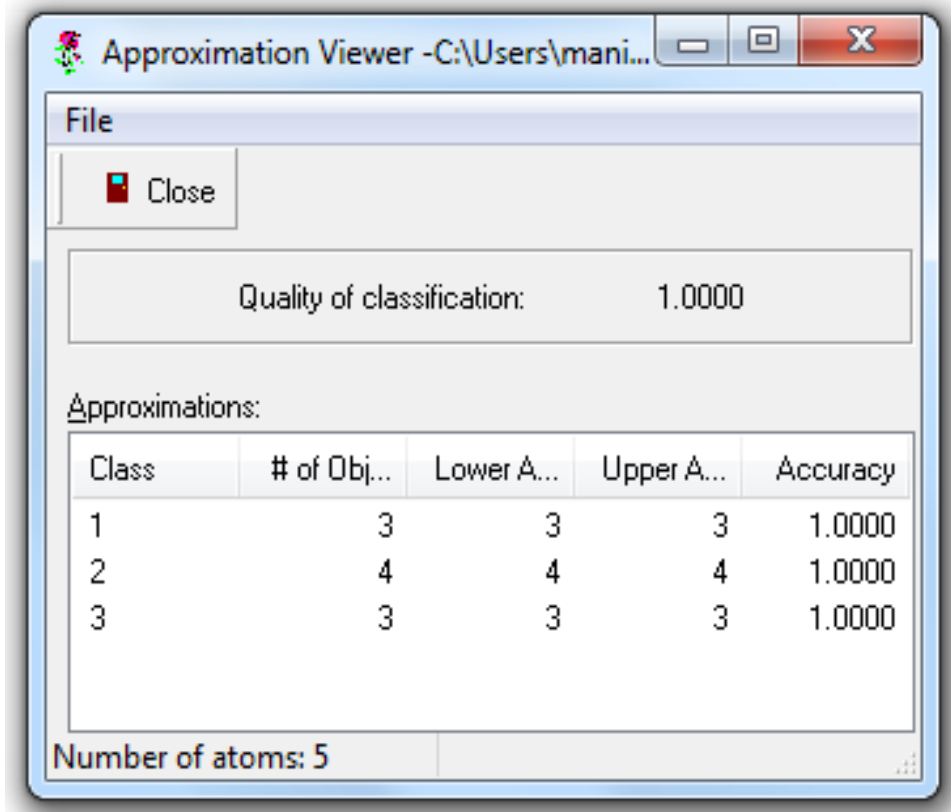 Approximation Viewer -C:\Users\mani...
File
Close
Quality of classification: 1.0000
Approximations:
Class # of Obj... Lower A... Upper A... Accuracy
1 3 3 3 1.0000
2 4 4 4 1.0000
3 3 3 3 1.0000
Number of atoms: 5